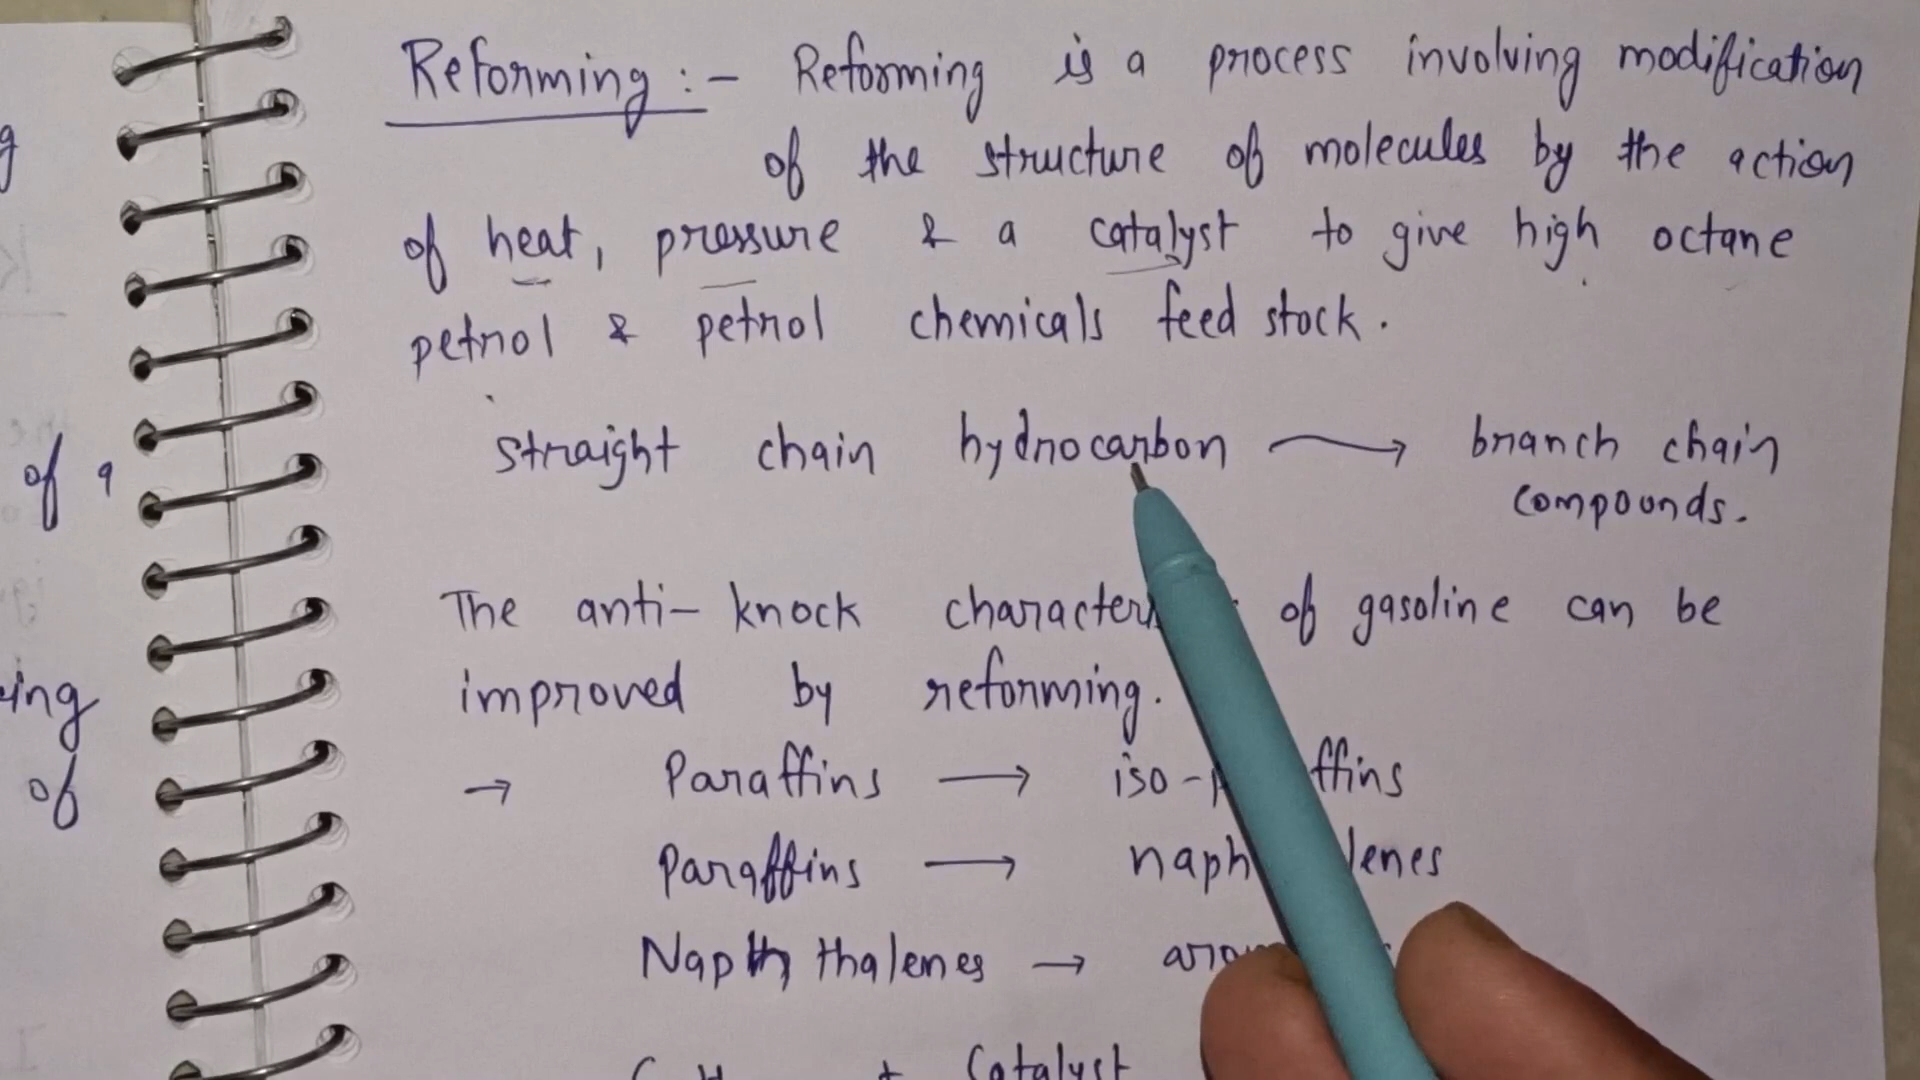 Reforming :- Reforming is a process involving modification
of the structure of molecules by the action
of heat, pressure & a catalyst to give high octane
petrol & petrol chemicals feed stock.
straight chain hydrocarbon → branch chain
compounds.
The anti-knock of gasoline can be
improved by reforming.
→ Paraffins → iso-
Paraffins →
Naphthalenes →
Catalyst
g
of a
of